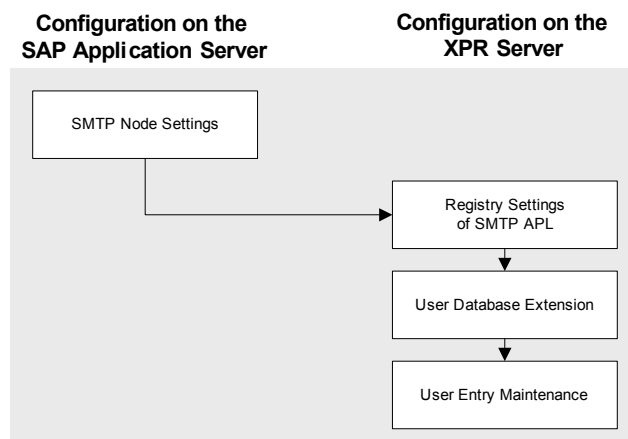 Configuration on the
SAP Application Server
Configuration on the
XPR Server
SMTP Node Settings
Registry Settings
of SMTP APL
User Database Extension
User Entry Maintenance